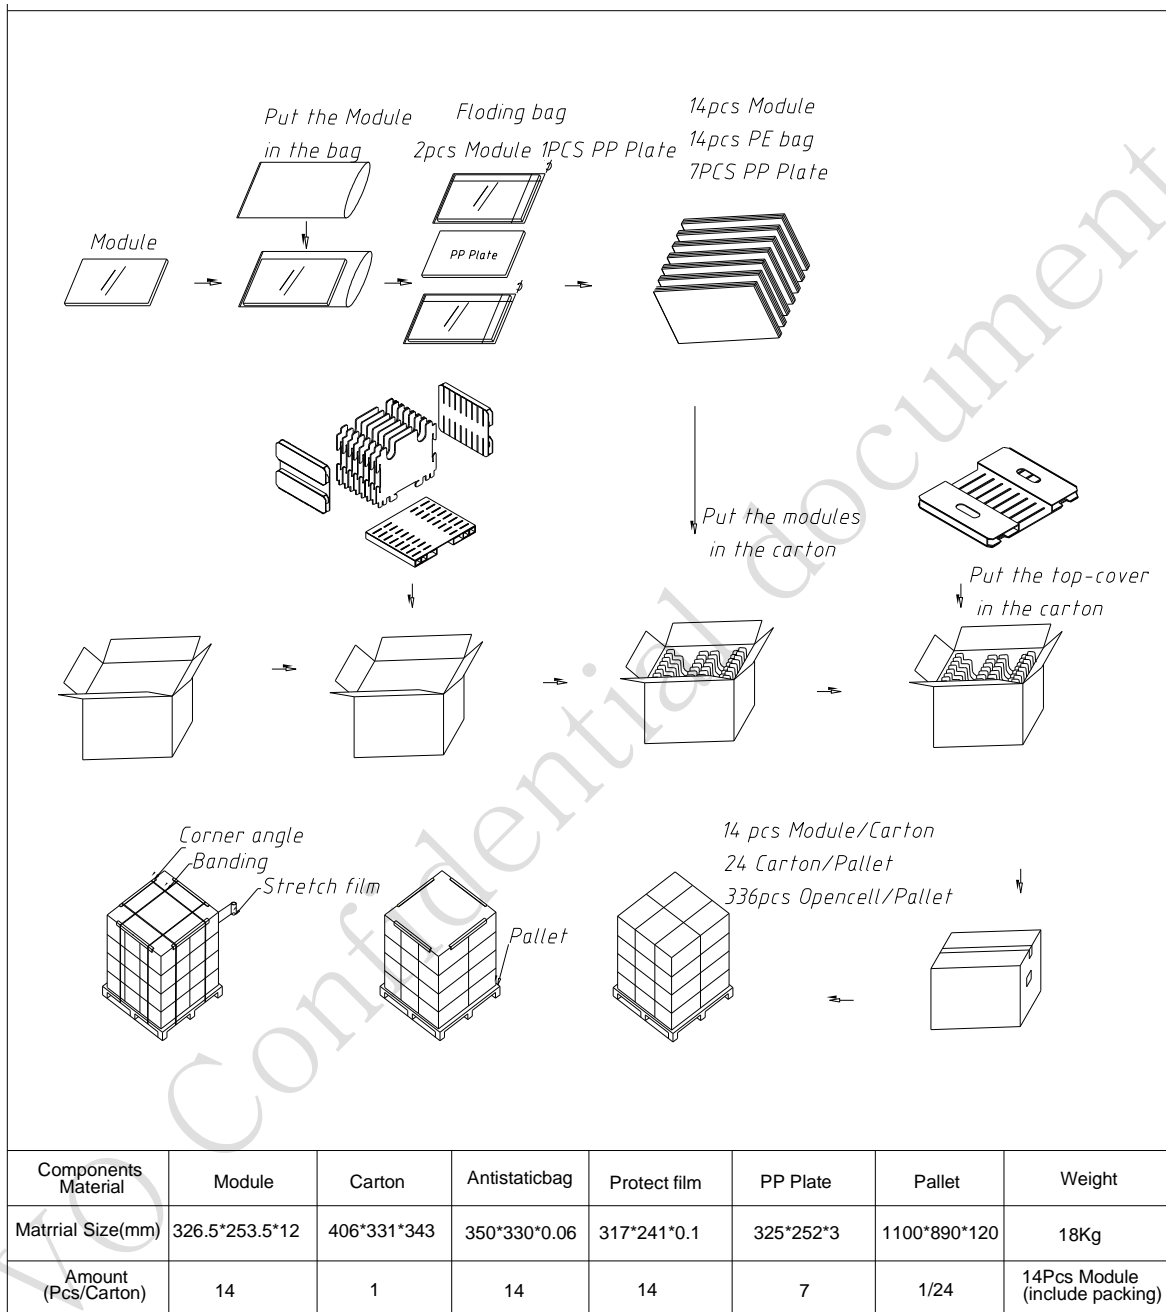 Put the Module
in the bag
Floding bag
2pcs Module 1PCS PP Plate
14pcs Module
14pcs PE bag
7PCS PP Plate
Module
PP Plate
Put the modules
in the carton
Put the top-cover
in the carton
Corner angle
Banding
Stretch film
Pallet
14 pcs Module/Carton
24 Carton/Pallet
336pcs Opencell/Pallet
Components Material Module Carton Antistaticbag Protect film PP Plate Pallet Weight
Matrrial Size(mm) 326.5*253.5*12 406*331*343 350*330*0.06 317*241*0.1 325*252*3 1100*890*120 18Kg
Amount (Pcs/Carton) 14 1 14 14 7 1/24 14Pcs Module (include packing)
VO Confidential document